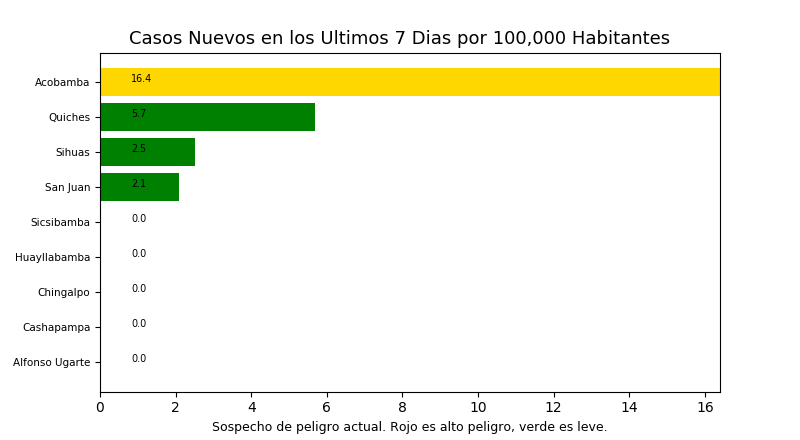 Casos Nuevos en los Ultimos 7 Dias por 100,000 Habitantes
Acobamba 16.4
Quiches 5.7
Sihuas 2.5
San Juan 2.1
Sicsibamba 0.0
Huayllabamba 0.0
Chingalpo 0.0
Cashapampa 0.0
Alfonso Ugarte 0.0
0 2 4 6 8 10 12 14 16
Sospecho de peligro actual. Rojo es alto peligro, verde es leve.